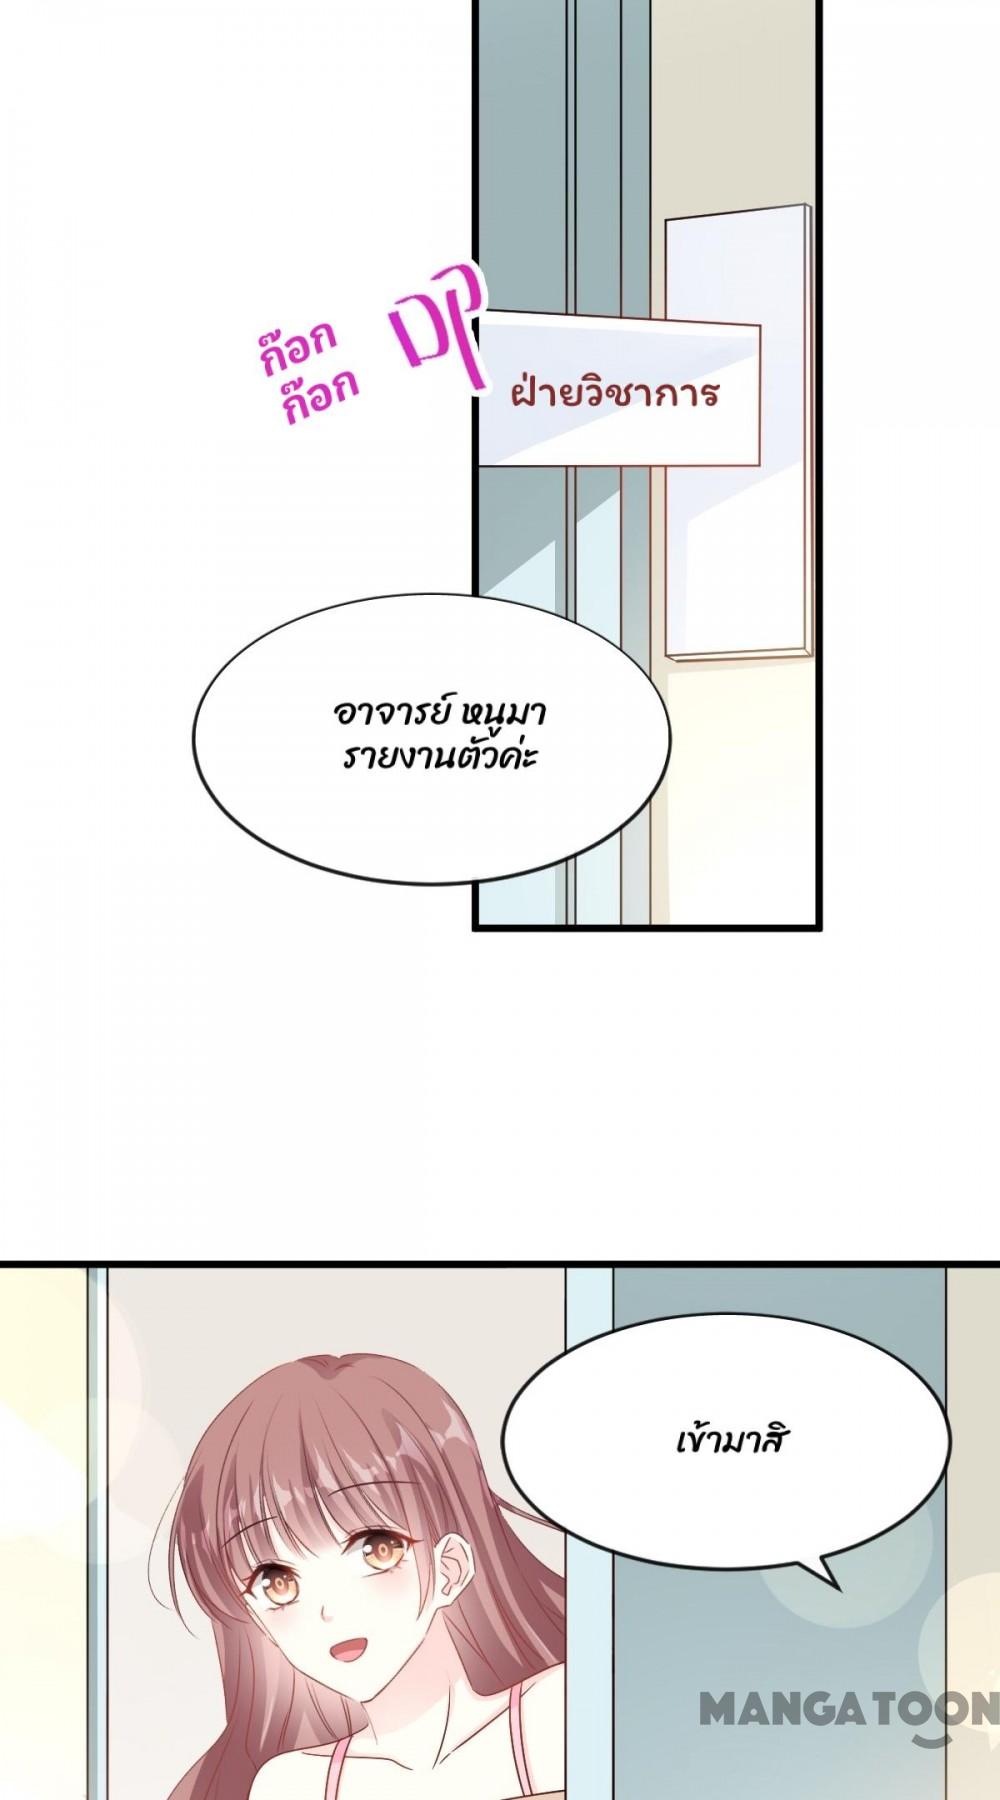 ก๊อก
ก๊อก
ฝ่ายวิชาการ
อาจารย์ หนูมา
รายงานตัวค่ะ
เข้ามาสิ
MANGATOON